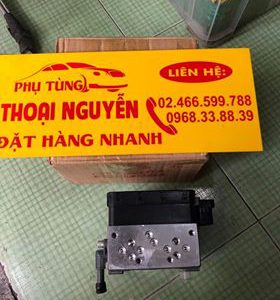 PHỤ TÙNG
THOẠI NGUYỄN
ĐẶT HÀNG NHANH
LIÊN HỆ:
02.466.599.788
0968.33.88.39